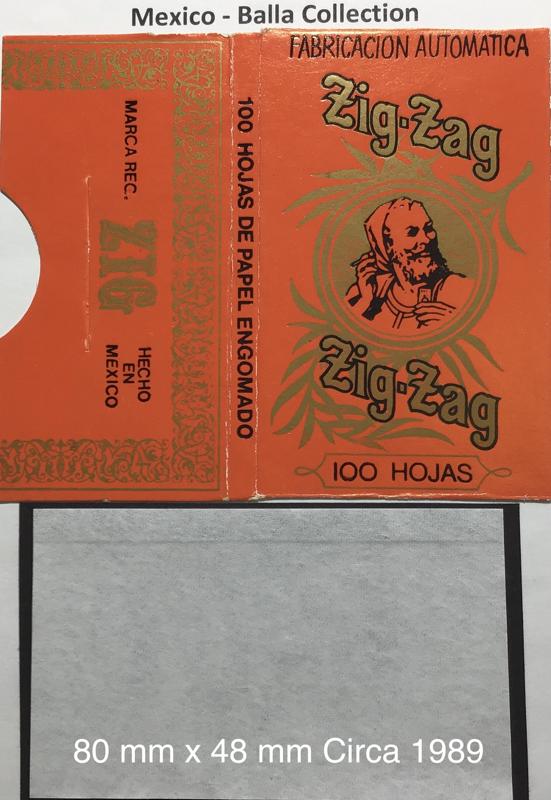 Mexico - Balla Collection
FABRICACION AUTOMATICA
Zig-Zag
Zig-Zag
100 HOJAS
100 HOJAS DE PAPEL ENGOMADO
MARCA REC.
ZIG
HECHO
EN
MEXICO
80 mm x 48 mm Circa 1989